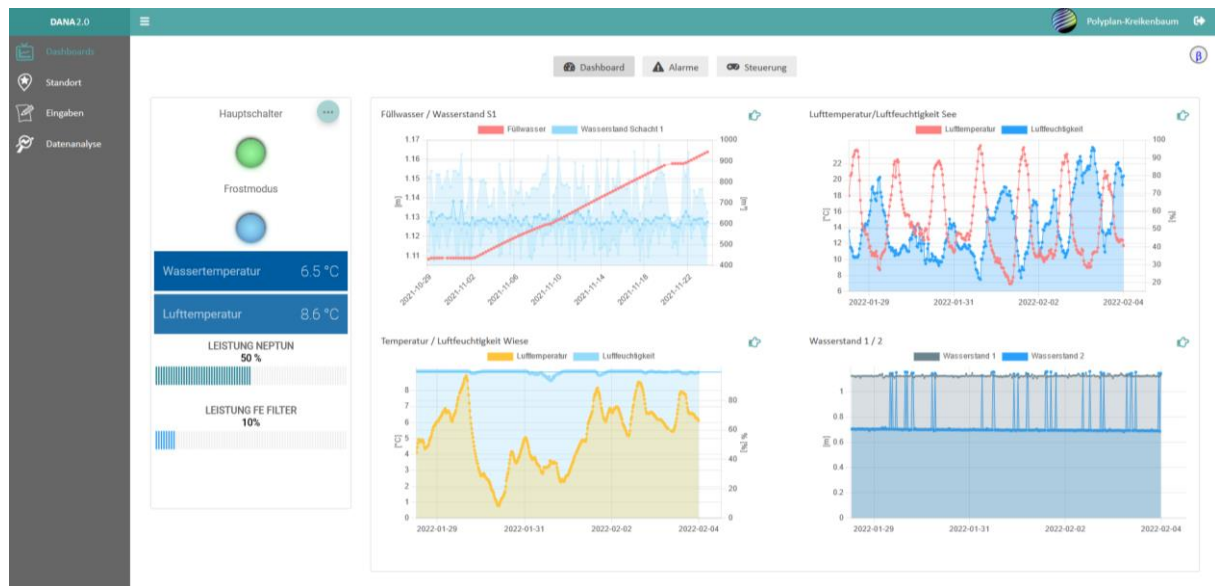 DANA2.0
Polyplan-Kreikenbaum
Dashboards
Standort
Eingaben
Datenanalyse
Dashboard
Alarme
Steuerung
β
Hauptschalter
...
Frostmodus
Wassertemperatur 6.5 °C
Lufttemperatur 8.6 °C
LEISTUNG NEPTUN
50 %
LEISTUNG FE FILTER
10%
Füllwasser / Wasserstand S1
Füllwasser Wasserstand Schacht 1
1.17
1.16
1.15
1.14
1.13
1.12
1.11
[m]
1000
900
800
700
600
500
400
[m³]
2021-10-29
2021-11-02
2021-11-06
2021-11-10
2021-11-14
2021-11-18
2021-11-22
Lufttemperatur/Luftfeuchtigkeit See
Lufttemperatur Luftfeuchtigkeit
22
20
18
16
14
12
10
8
6
[°C]
100
90
80
70
60
50
40
30
20
[%]
2022-01-29 2022-01-31 2022-02-02 2022-02-04
Temperatur / Luftfeuchtigkeit Wiese
Lufttemperatur Luftfeuchtigkeit
8
7
6
5
4
3
2
1
0
[°C]
80
60
40
20
0
[%] %
2022-01-29 2022-01-31 2022-02-02 2022-02-04
Wasserstand 1 / 2
Wasserstand 1 Wasserstand 2
1
0.8
0.6
0.4
0.2
0
[m]
2022-01-29 2022-01-31 2022-02-02 2022-02-04